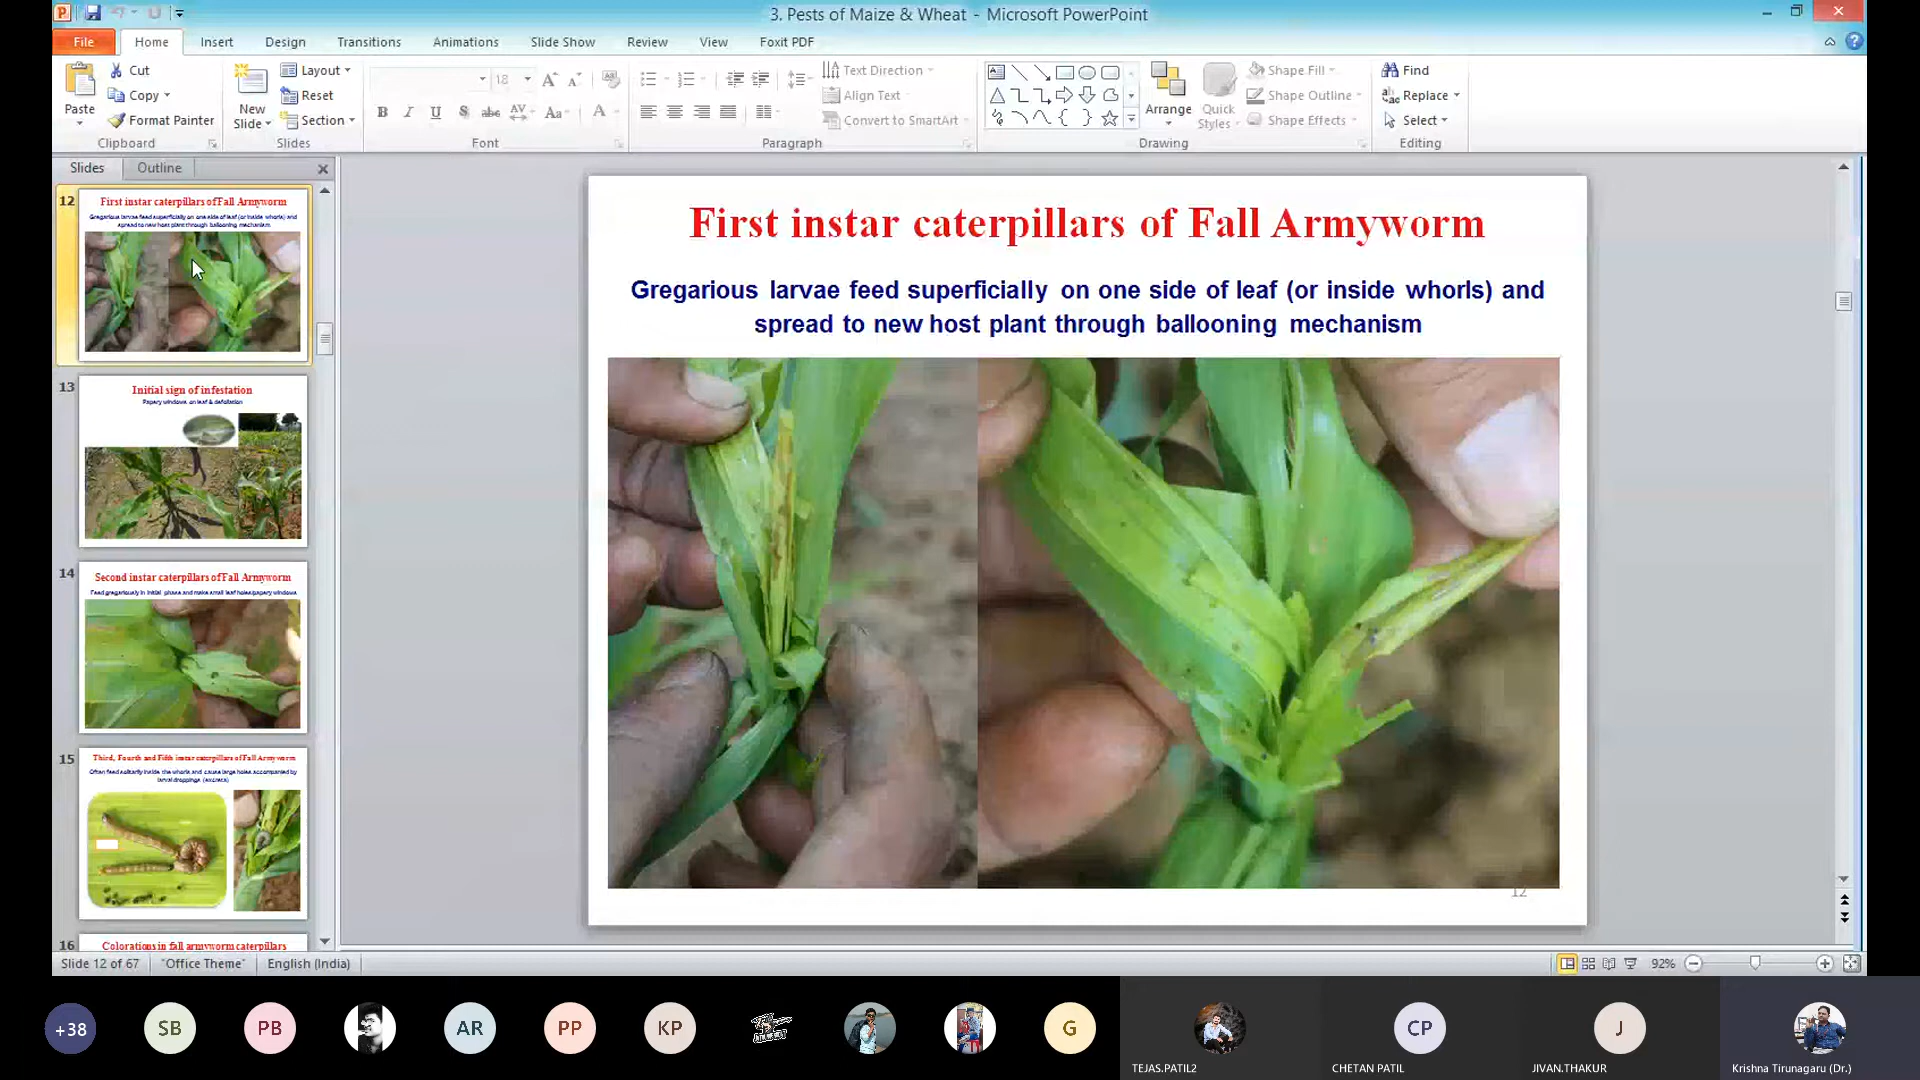 3. Pests of Maize & Wheat - Microsoft PowerPoint
File Home Insert Design Transitions Animations Slide Show Review View Foxit PDF
Paste
Cut
Copy
Format Painter
Clipboard
New
Slide
Layout
Reset
Section
Slides
18
Font
Text Direction
Align Text
Convert to SmartArt
Paragraph
Arrange
Quick
Styles
Shape Fill
Shape Outline
Shape Effects
Drawing
Find
Replace
Select
Editing
Slides Outline
12
First instar caterpillars of Fall Armyworm
Gregarious larvae feed superficially on one side of leaf (or inside whorls) and
spread to new host plant through ballooning mechanism
13
Initial sign of infestation
Papery windows on leaf & defoliation
14
Second instar caterpillars of Fall Armyworm
Feed gregariously in initial phase and make small leaf holes/papery windows
15
Third, Fourth and Fifth instar caterpillars of Fall Armyworm
Often feed solitarily inside the whorls and cause large holes accompanied by
larval droppings (excreta)
16
Colorations in fall armyworm caterpillars
First instar caterpillars of Fall Armyworm
Gregarious larvae feed superficially on one side of leaf (or inside whorls) and
spread to new host plant through ballooning mechanism
12
Slide 12 of 67 "Office Theme" English (India) 92%
+38 SB PB AR PP KP G CP J
TEJAS.PATIL2 CHETAN PATIL JIVAN.THAKUR Krishna Tirunagaru (Dr.)